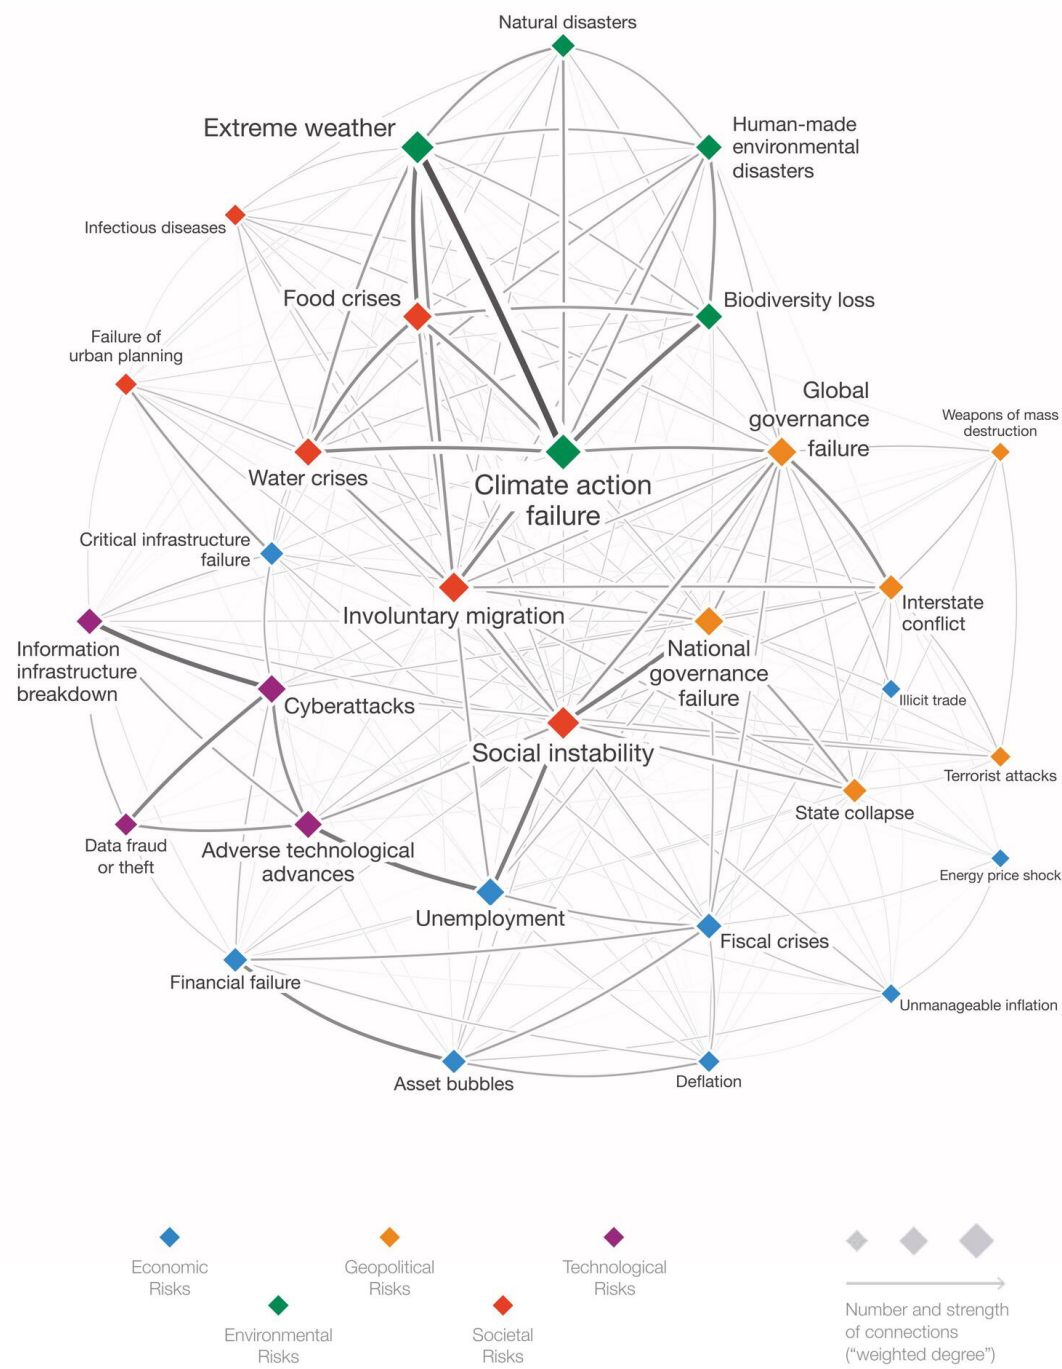 Natural disasters
Extreme weather
Human-made
environmental
disasters
Infectious diseases
Food crises
Biodiversity loss
Failure of
urban planning
Global
governance
failure
Weapons of mass
destruction
Water crises
Climate action
failure
Critical infrastructure
failure
Involuntary migration
Interstate
conflict
Information
infrastructure
breakdown
National
governance
failure
Cyberattacks
Illicit trade
Social instability
Terrorist attacks
State collapse
Data fraud
or theft
Adverse technological
advances
Energy price shock
Unemployment
Fiscal crises
Financial failure
Unmanageable inflation
Asset bubbles
Deflation
Economic
Risks
Geopolitical
Risks
Technological
Risks
Environmental
Risks
Societal
Risks
Number and strength
of connections
(“weighted degree”)